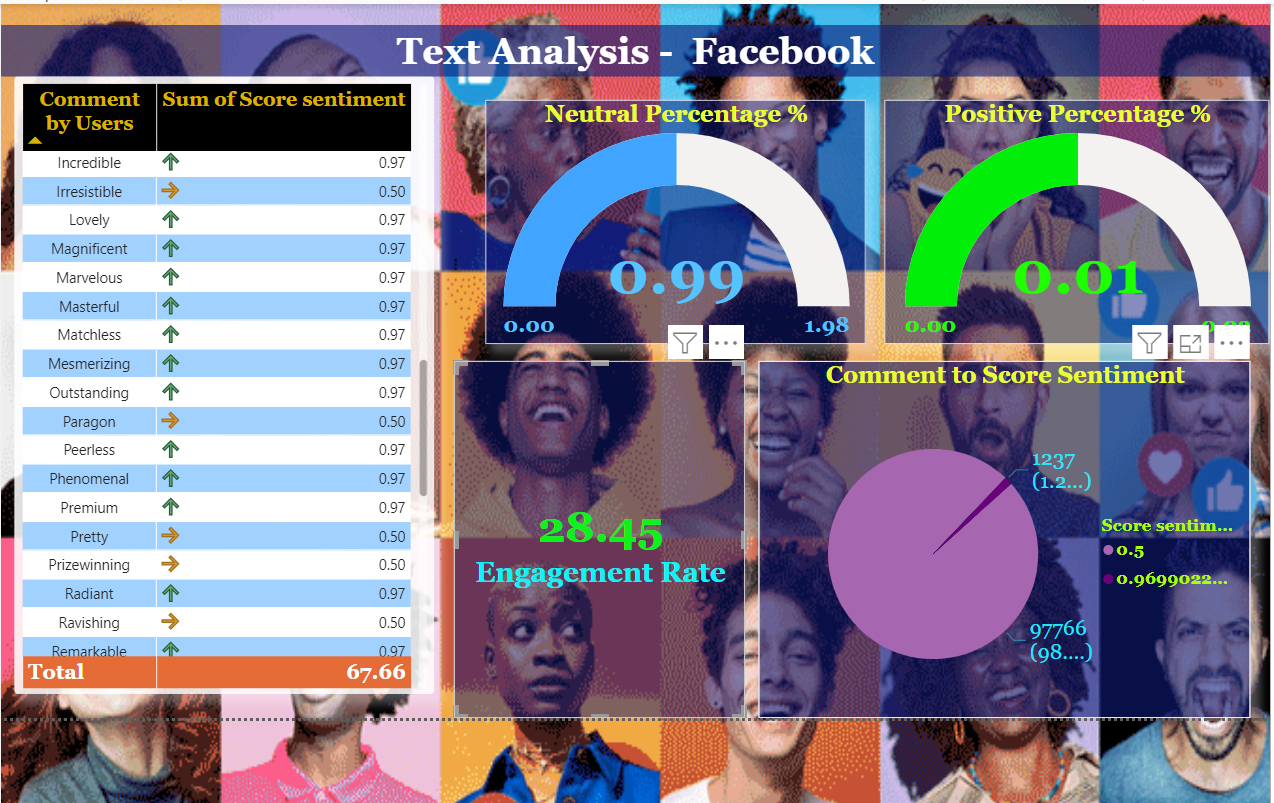 Text Analysis - Facebook
Comment by Users
Sum of Score sentiment
Incredible 0.97
Irresistible 0.50
Lovely 0.97
Magnificent 0.97
Marvelous 0.97
Masterful 0.97
Matchless 0.97
Mesmerizing 0.97
Outstanding 0.97
Paragon 0.50
Peerless 0.97
Phenomenal 0.97
Premium 0.97
Pretty 0.50
Prizewinning 0.50
Radiant 0.97
Ravishing 0.50
Remarkable 0.97
Total 67.66
Neutral Percentage %
0.99
0.00 1.98
Positive Percentage %
0.01
0.00
28.45
Engagement Rate
Comment to Score Sentiment
1237
(1.2...)
97766
(98....)
Score sentim...
0.5
0.9699022...